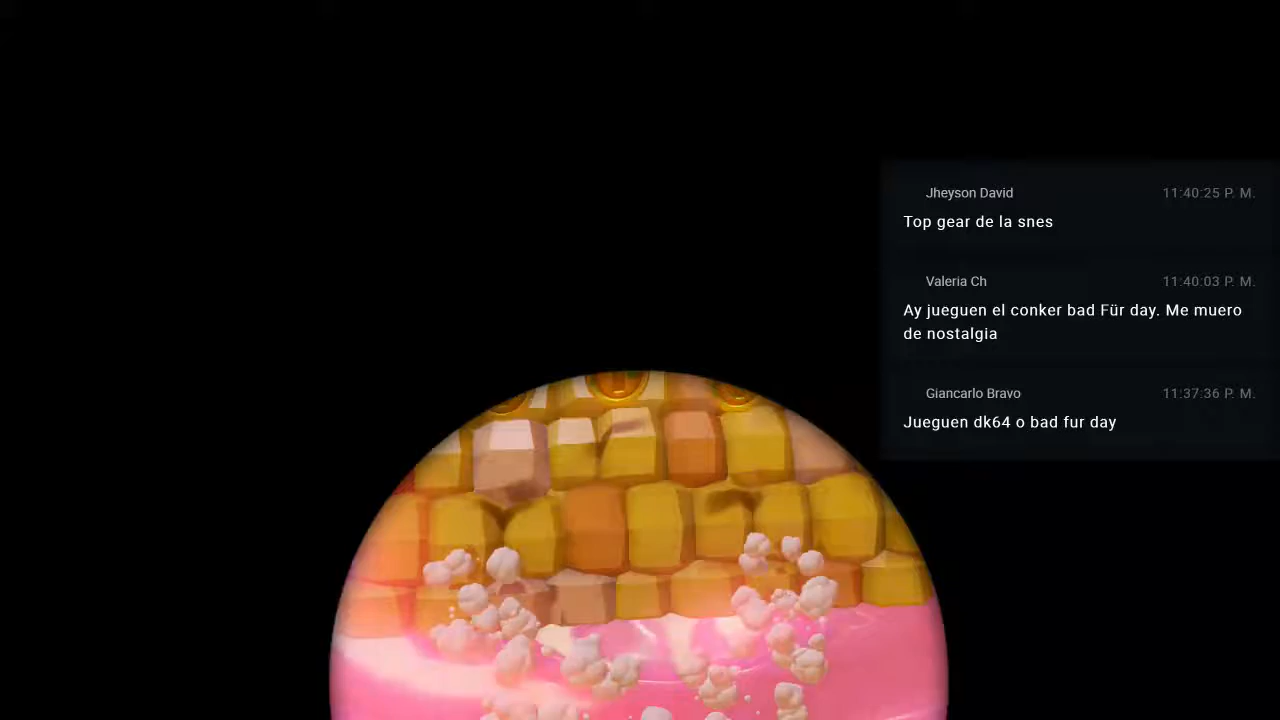 Jheyson David 11:40:25 P. M.
Top gear de la snes
Valeria Ch 11:40:03 P. M.
Ay jueguen el conker bad Für day. Me muero
de nostalgia
Giancarlo Bravo 11:37:36 P. M.
Jueguen dk64 o bad fur day